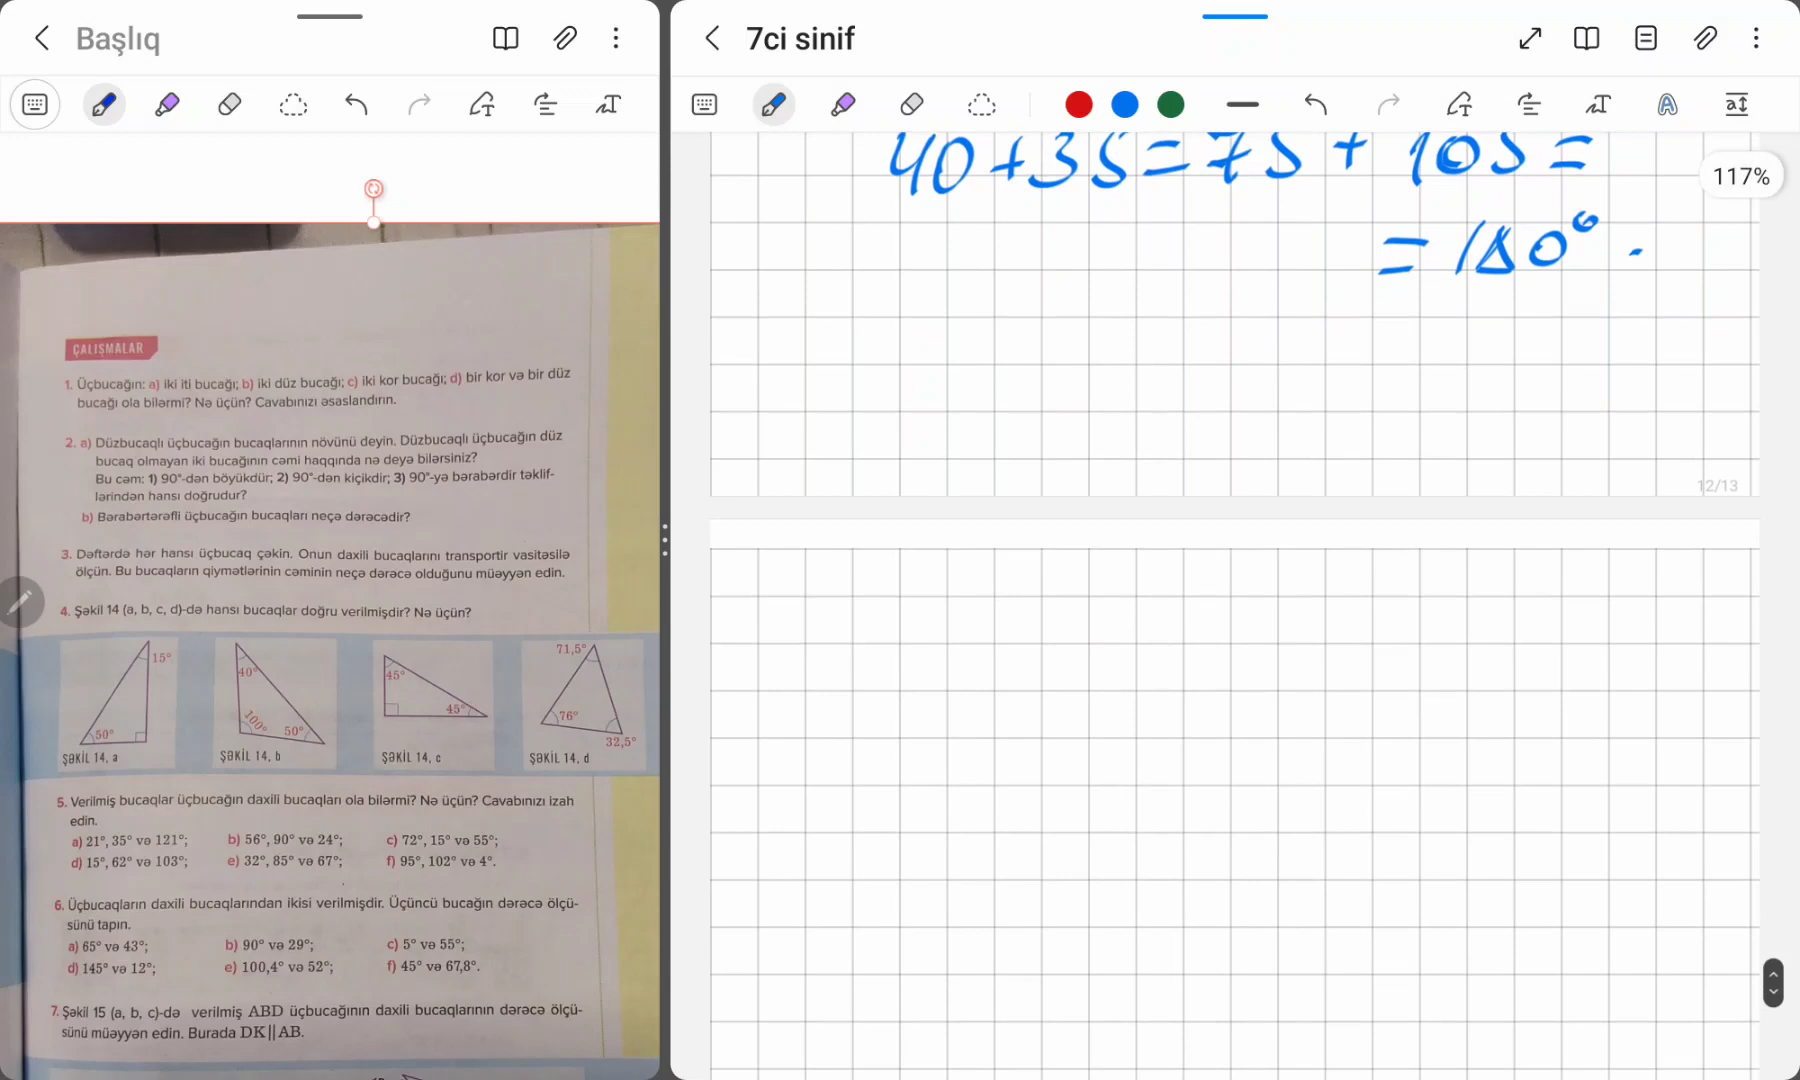 Başlıq
7ci sinif
117%
40+35=75+105=
=180°.
12/13
ÇALIŞMALAR
1. Üçbucağın: a) iki iti bucağı; b) iki düz bucağı; c) iki kor bucağı; d) bir kor və bir düz
bucağı ola bilərmi? Nə üçün? Cavabınızı əsaslandırın.
2. a) Düzbucaqlı üçbucağın bucaqlarının növünü deyin. Düzbucaqlı üçbucağın düz
bucaq olmayan iki bucağının cəmi haqqında nə deyə bilərsiniz?
Bu cəm: 1) 90°-dən böyükdür; 2) 90°-dən kiçikdir; 3) 90°-yə bərabərdir təklif-
lərindən hansı doğrudur?
b) Bərabərtərəfli üçbucağın bucaqları neçə dərəcədir?
3. Dəftərdə hər hansı üçbucaq çəkin. Onun daxili bucaqlarını transportir vasitəsilə
ölçün. Bu bucaqların qiymətlərinin cəminin neçə dərəcə olduğunu müəyyən edin.
4. Şəkil 14 (a, b, c, d)-də hansı bucaqlar doğru verilmişdir? Nə üçün?
15°
50°
ŞƏKİL 14. a
40°
100°
50°
ŞƏKİL 14. b
45°
45°
ŞƏKİL 14. c
71,5°
76°
32,5°
ŞƏKİL 14. d
5. Verilmiş bucaqlar üçbucağın daxili bucaqları ola bilərmi? Nə üçün? Cavabınızı izah
edin.
a) 21°, 35° və 121°; b) 56°, 90° və 24°; c) 72°, 15° və 55°;
d) 15°, 62° və 103°; e) 32°, 85° və 67°; f) 95°, 102° və 4°.
6. Üçbucaqların daxili bucaqlarından ikisi verilmişdir. Üçüncü bucağın dərəcə ölçü-
sünü tapın.
a) 65° və 43°; b) 90° və 29°; c) 5° və 55°;
d) 145° və 12°; e) 100,4° və 52°; f) 45° və 67,8°.
7. Şəkil 15 (a, b, c)-də verilmiş ABD üçbucağının daxili bucaqlarının dərəcə ölçü-
sünü müəyyən edin. Burada DK||AB.